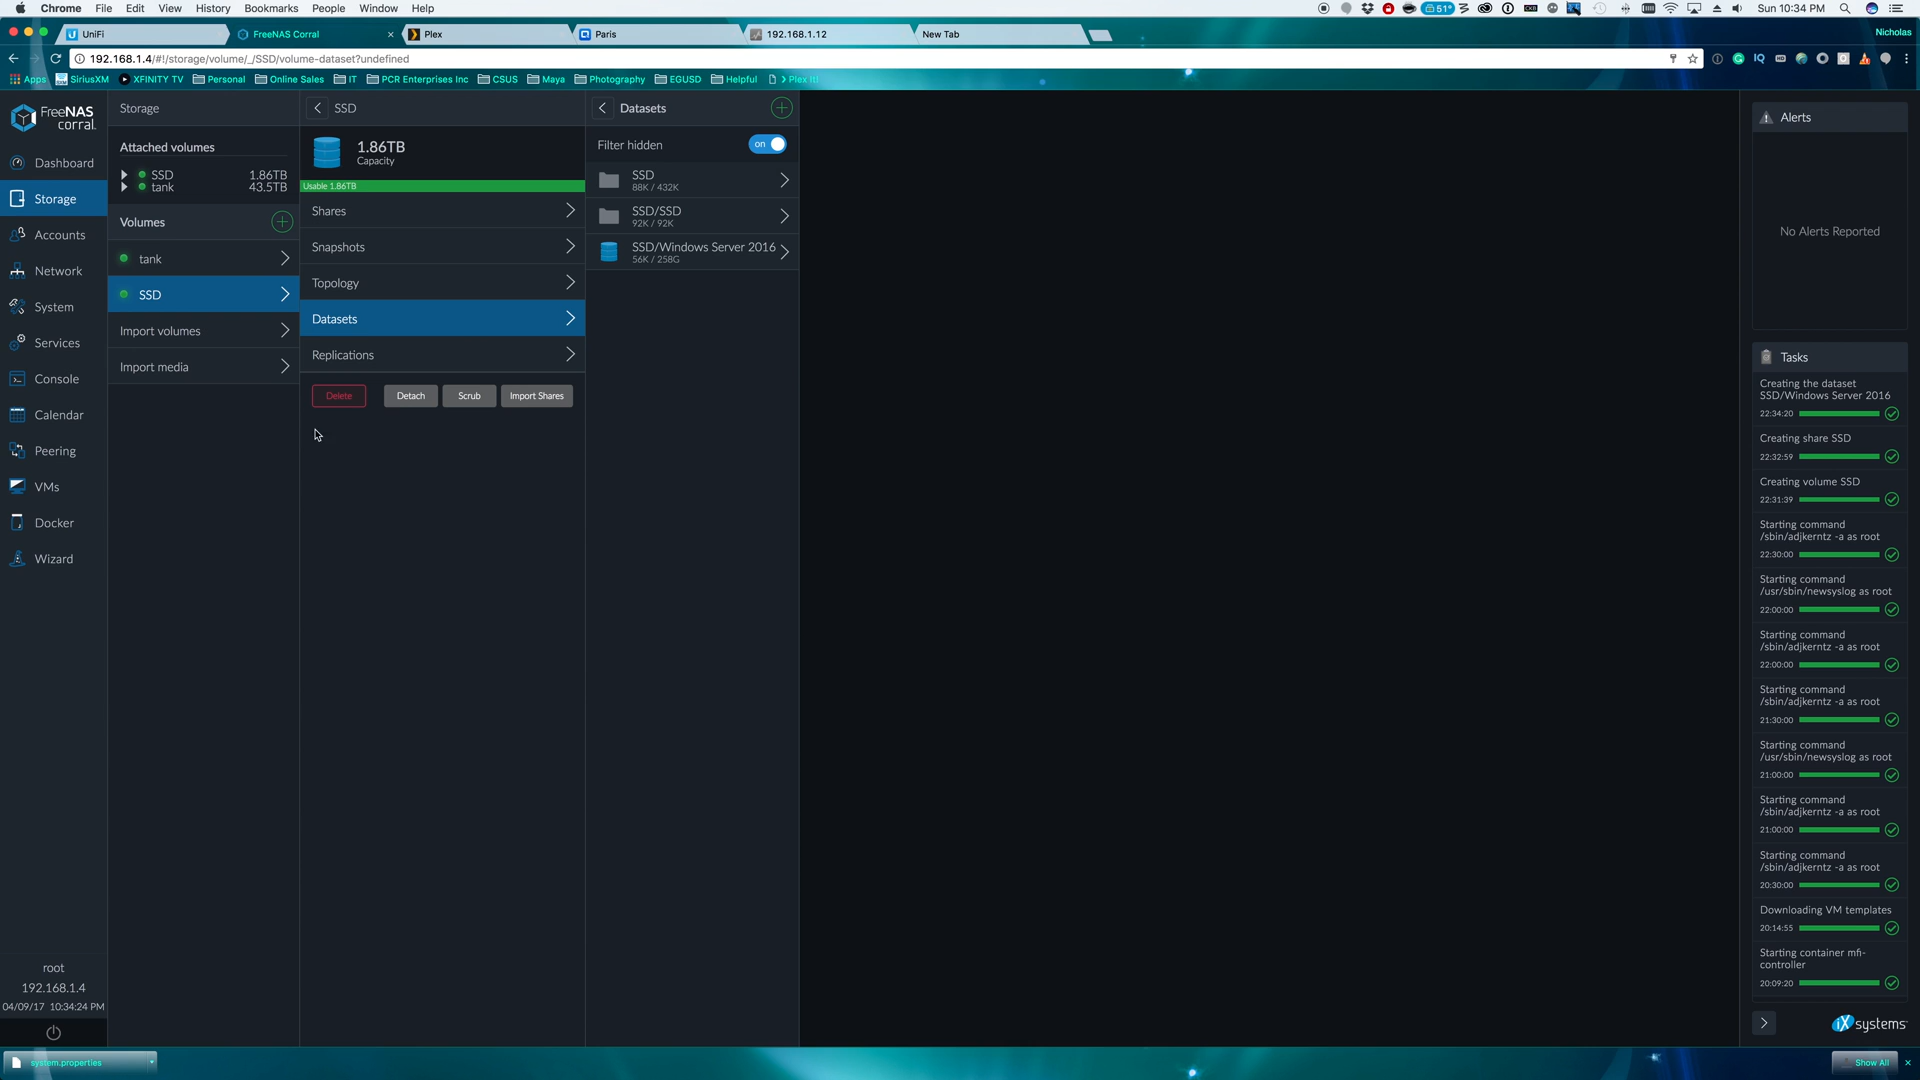 Chrome File Edit View History Bookmarks People Window Help
51° Sun 10:34 PM
UniFi FreeNAS Corral Plex Paris 192.168.1.12 New Tab Nicholas
192.168.1.4/#!/storage/volume/_/SSD/volume-dataset?undefined
Apps SiriusXM XFINITY TV Personal Online Sales IT PCR Enterprises Inc CSUS Maya Photography EGUSD Helpful > Plex It!
FreeNAS
corral.
Dashboard
Storage
Accounts
Network
System
Services
Console
Calendar
Peering
VMs
Docker
Wizard
root
192.168.1.4
04/09/17 10:34:24 PM
Storage
Attached volumes
SSD 1.86TB
tank 43.5TB
Volumes
tank
SSD
Import volumes
Import media
SSD
1.86TB
Capacity
Usable 1.86TB
Shares
Snapshots
Topology
Datasets
Replications
Delete Detach Scrub Import Shares
Datasets
Filter hidden on
SSD
88K / 432K
SSD/SSD
92K / 92K
SSD/Windows Server 2016
56K / 258G
Alerts
No Alerts Reported
Tasks
Creating the dataset
SSD/Windows Server 2016
22:34:20
Creating share SSD
22:32:59
Creating volume SSD
22:31:39
Starting command
/sbin/adjkerntz -a as root
22:30:00
Starting command
/usr/sbin/newsyslog as root
22:00:00
Starting command
/sbin/adjkerntz -a as root
22:00:00
Starting command
/sbin/adjkerntz -a as root
21:30:00
Starting command
/usr/sbin/newsyslog as root
21:00:00
Starting command
/sbin/adjkerntz -a as root
21:00:00
Starting command
/sbin/adjkerntz -a as root
20:30:00
Downloading VM templates
20:14:55
Starting container mfi-
controller
20:09:20
iXsystems
system.properties
Show All